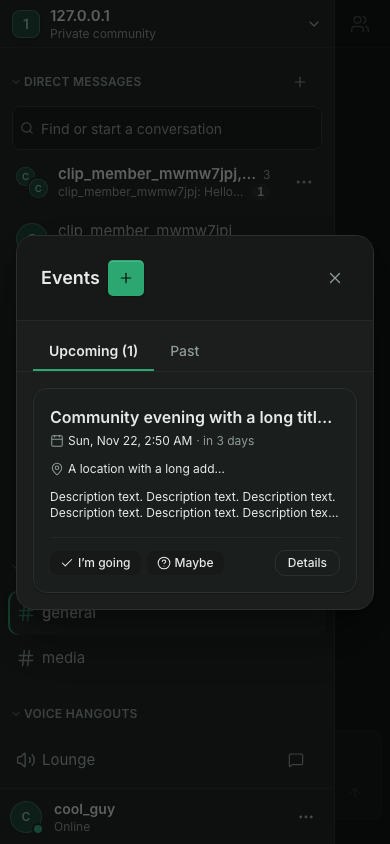 1
127.0.0.1
Private community
DIRECT MESSAGES
Find or start a conversation
C
C
clip_member_mwmw7jpj,... 3
clip_member_mwmw7jpj: Hello... 1
clip_member_mwmw7jpj
Events
Upcoming (1)
Past
Community evening with a long titl...
Sun, Nov 22, 2:50 AM · in 3 days
A location with a long add...
Description text. Description text. Description text.
Description text. Description text. Description tex...
I'm going
Maybe
Details
general
media
VOICE HANGOUTS
Lounge
C
cool_guy
Online